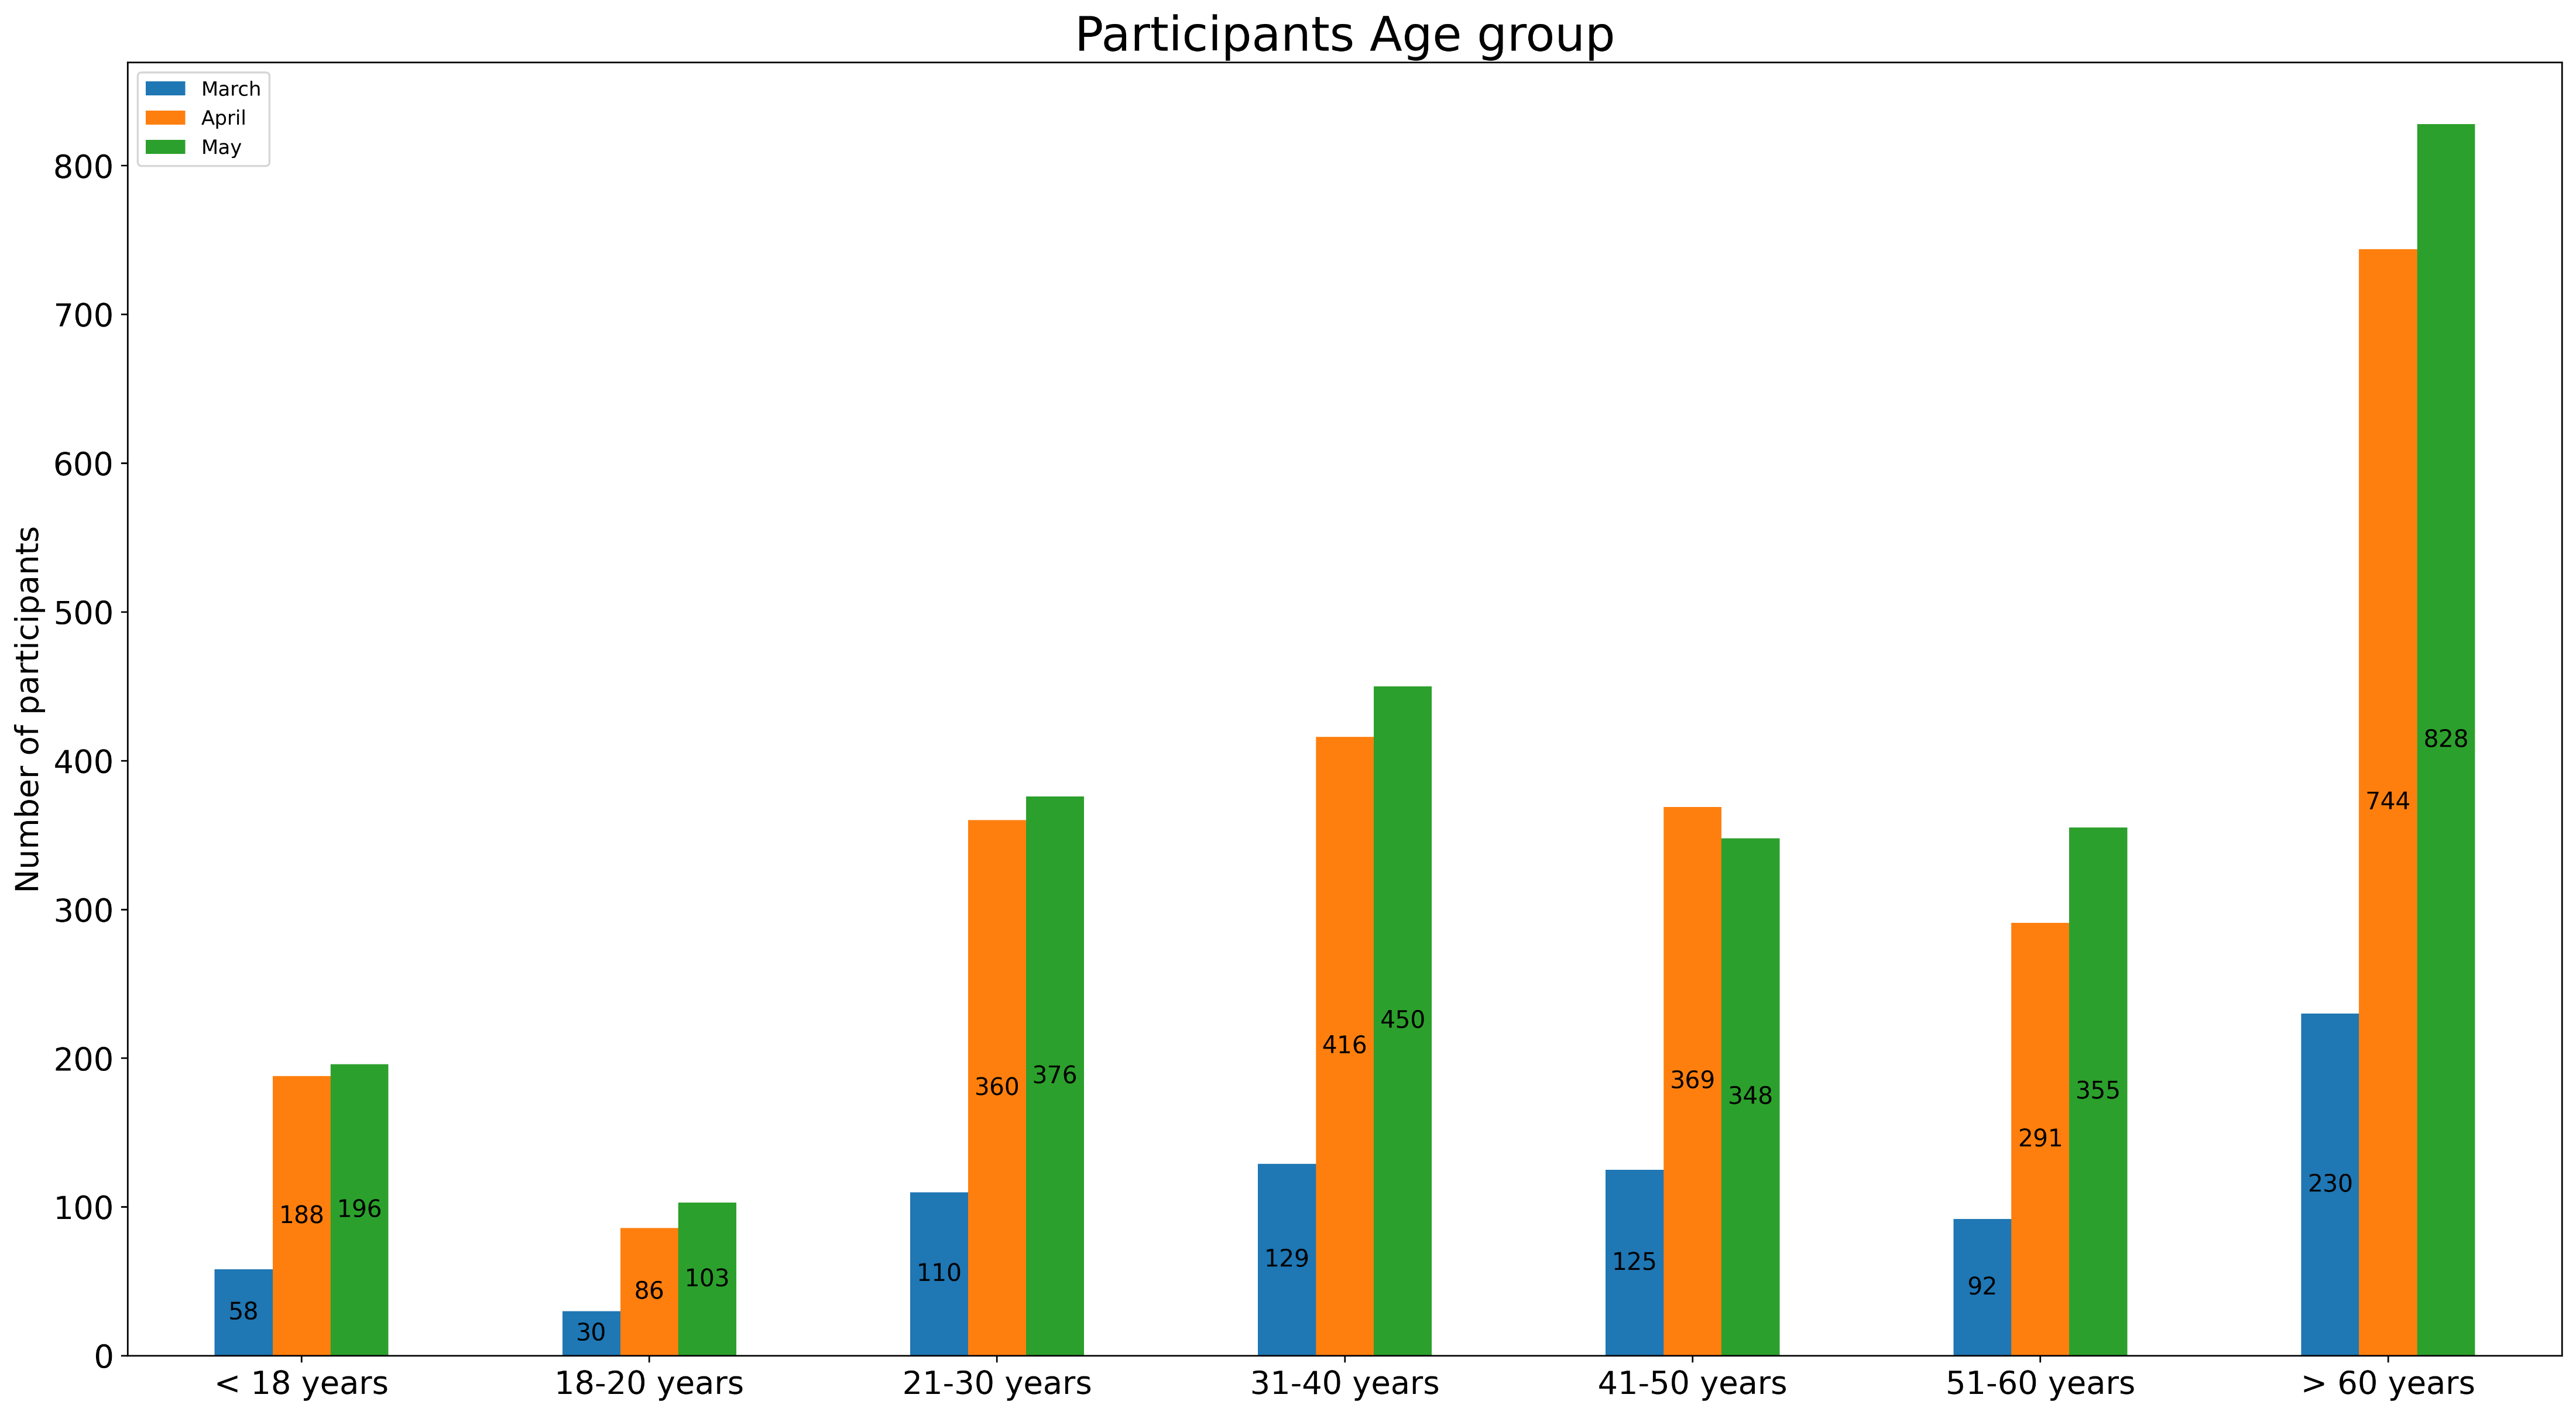 Participants Age group
March
April
May
Number of participants
800
700
600
500
400
300
200
100
0
58 188 196
30 86 103
110 360 376
129 416 450
125 369 348
92 291 355
230 744 828
< 18 years 18-20 years 21-30 years 31-40 years 41-50 years 51-60 years > 60 years